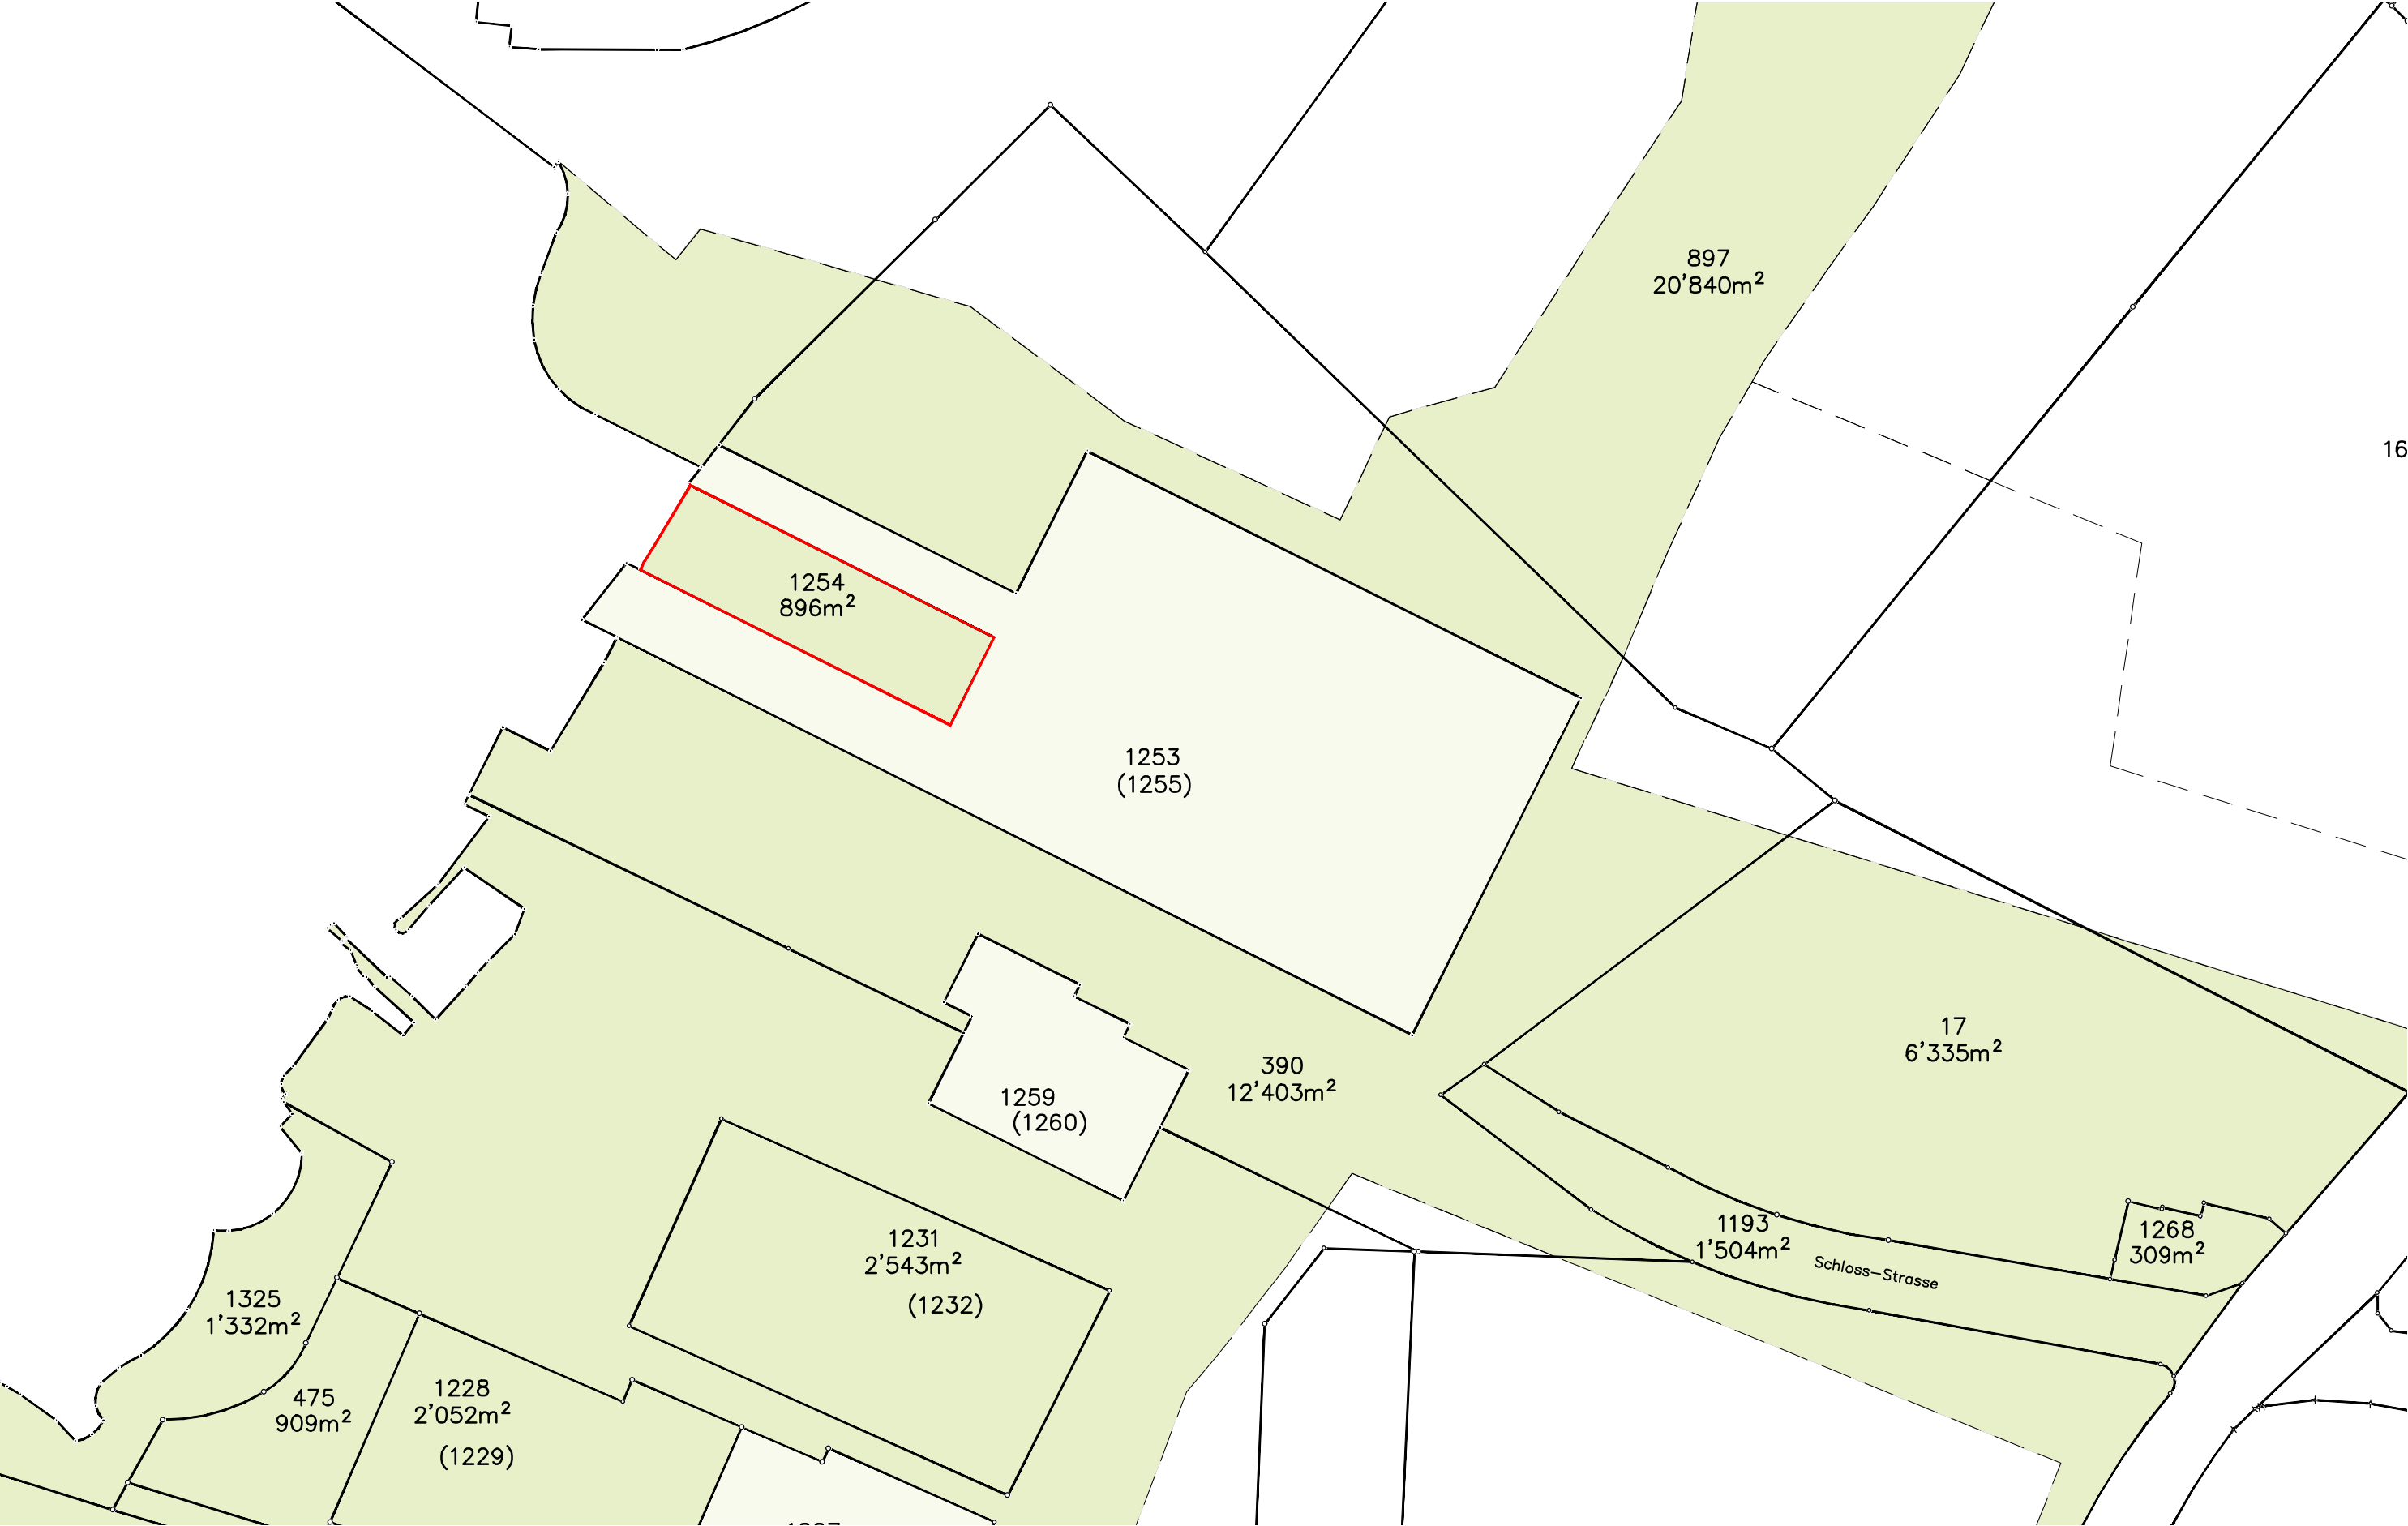 897
20'840m²
16
1254
896m²
1253
(1255)
17
6'335m²
390
12'403m²
1259
(1260)
1193
1'504m²
Schloss-Strasse
1268
309m²
1231
2'543m²
(1232)
1325
1'332m²
475
909m²
1228
2'052m²
(1229)